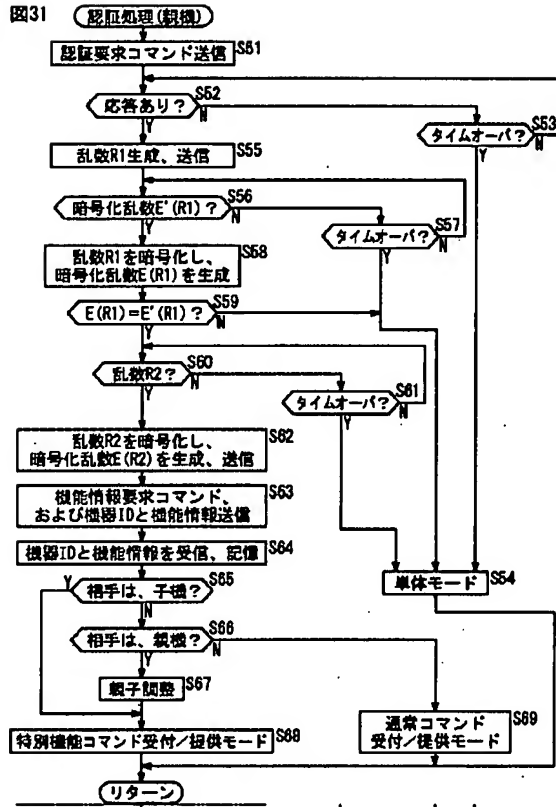 図31
認証処理(親機)
認証要求コマンド送信 S51
応答あり? S52
Y
N
タイムオーバ? S53
Y
N
乱数R1生成、送信 S55
暗号化乱数E'(R1)? S56
Y
N
タイムオーバ? S57
Y
N
乱数R1を暗号化し、
暗号化乱数E(R1)を生成 S58
E(R1)=E'(R1)? S59
Y
N
乱数R2? S60
Y
N
タイムオーバ? S61
Y
N
乱数R2を暗号化し、
暗号化乱数E(R2)を生成、送信 S62
機能情報要求コマンド、
および機器IDと機能情報送信 S63
機器IDと機能情報を受信、記憶 S64
単体モード S54
相手は、子機? S65
Y
N
相手は、親機? S66
Y
N
親子調整 S67
特別機能コマンド受付/提供モード S68
通常コマンド
受付/提供モード S69
リターン